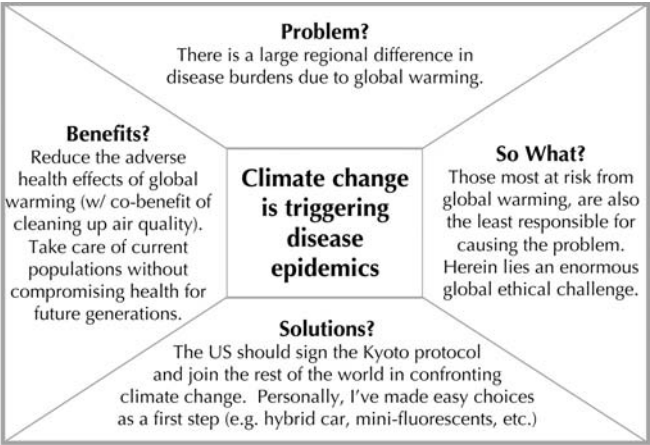 Problem?
There is a large regional difference in
disease burdens due to global warming.
Benefits?
Reduce the adverse
health effects of global
warming (w/ co-benefit of
cleaning up air quality).
Take care of current
populations without
compromising health for
future generations.
Climate change
is triggering
disease
epidemics
So What?
Those most at risk from
global warming, are also
the least responsible for
causing the problem.
Herein lies an enormous
global ethical challenge.
Solutions?
The US should sign the Kyoto protocol
and join the rest of the world in confronting
climate change.  Personally, I've made easy choices
as a first step (e.g. hybrid car, mini-fluorescents, etc.)